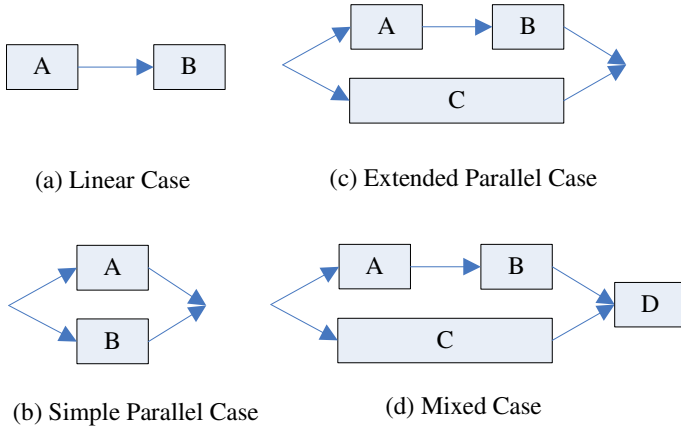 A
B
(a) Linear Case
A
B
C
(c) Extended Parallel Case
A
B
(b) Simple Parallel Case
A
B
C
D
(d) Mixed Case